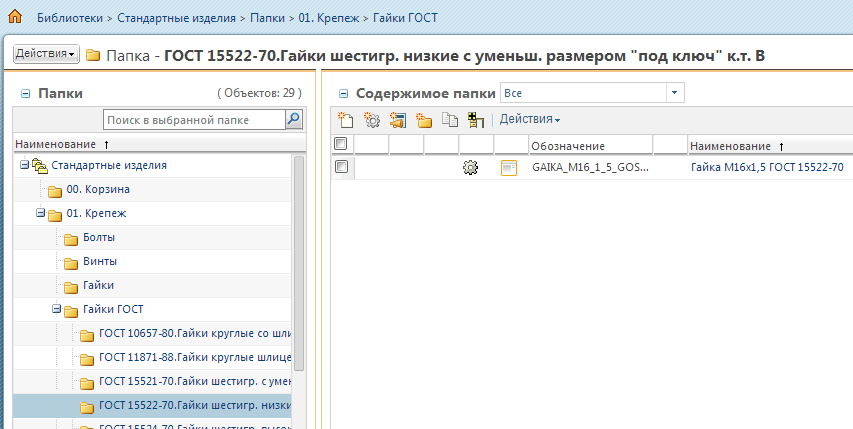 Библиотеки > Стандартные изделия > Папки > 01. Крепеж > Гайки ГОСТ
Действия Папка - ГОСТ 15522-70.Гайки шестигр. низкие с уменьш. размером "под ключ" к.т. В
Папки ( Объектов: 29 )
Поиск в выбранной папке
Наименование
Стандартные изделия
00. Корзина
01. Крепеж
Болты
Винты
Гайки
Гайки ГОСТ
ГОСТ 10657-80.Гайки круглые со шли
ГОСТ 11871-88.Гайки круглые шлице
ГОСТ 15521-70.Гайки шестигр. с умен
ГОСТ 15522-70.Гайки шестигр. низки
Содержимое папки Все
Действия
Обозначение Наименование
GAIKA_M16_1_5_GOS... Гайка М16х1,5 ГОСТ 15522-70